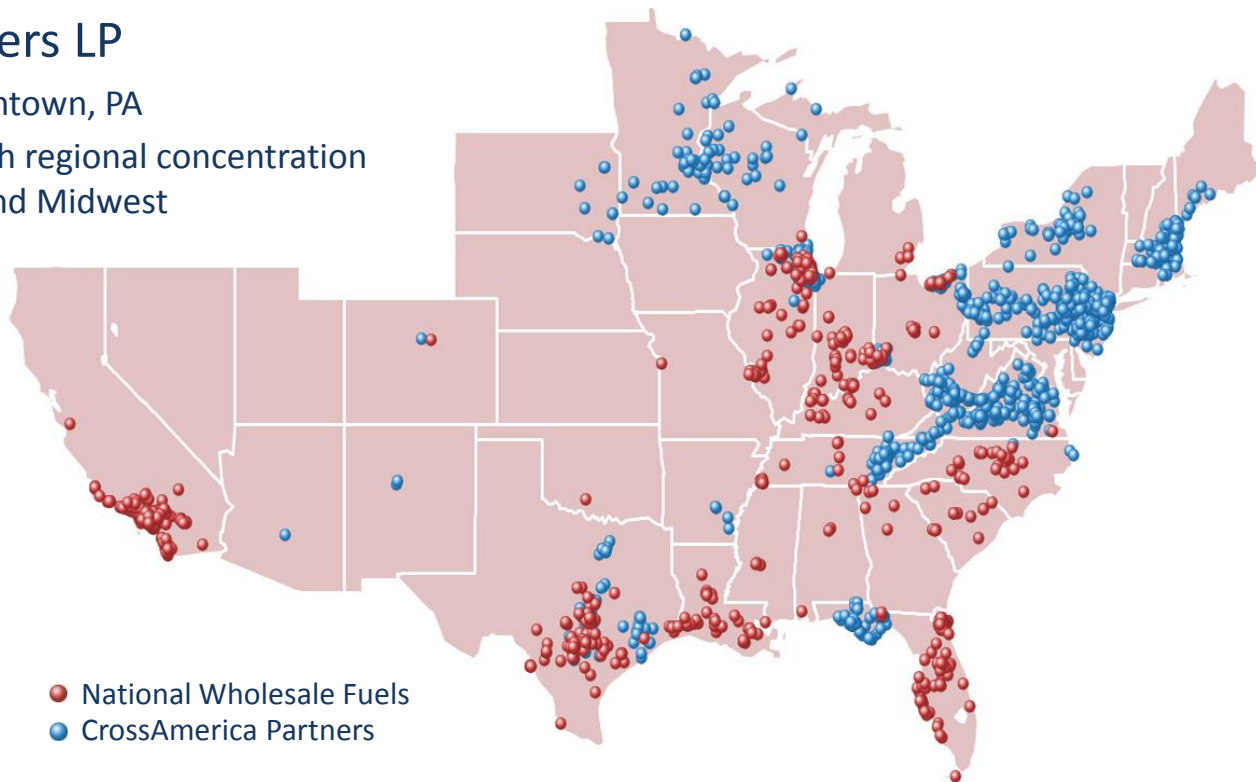 ers LP
ntown, PA
h regional concentration
nd Midwest
National Wholesale Fuels
CrossAmerica Partners